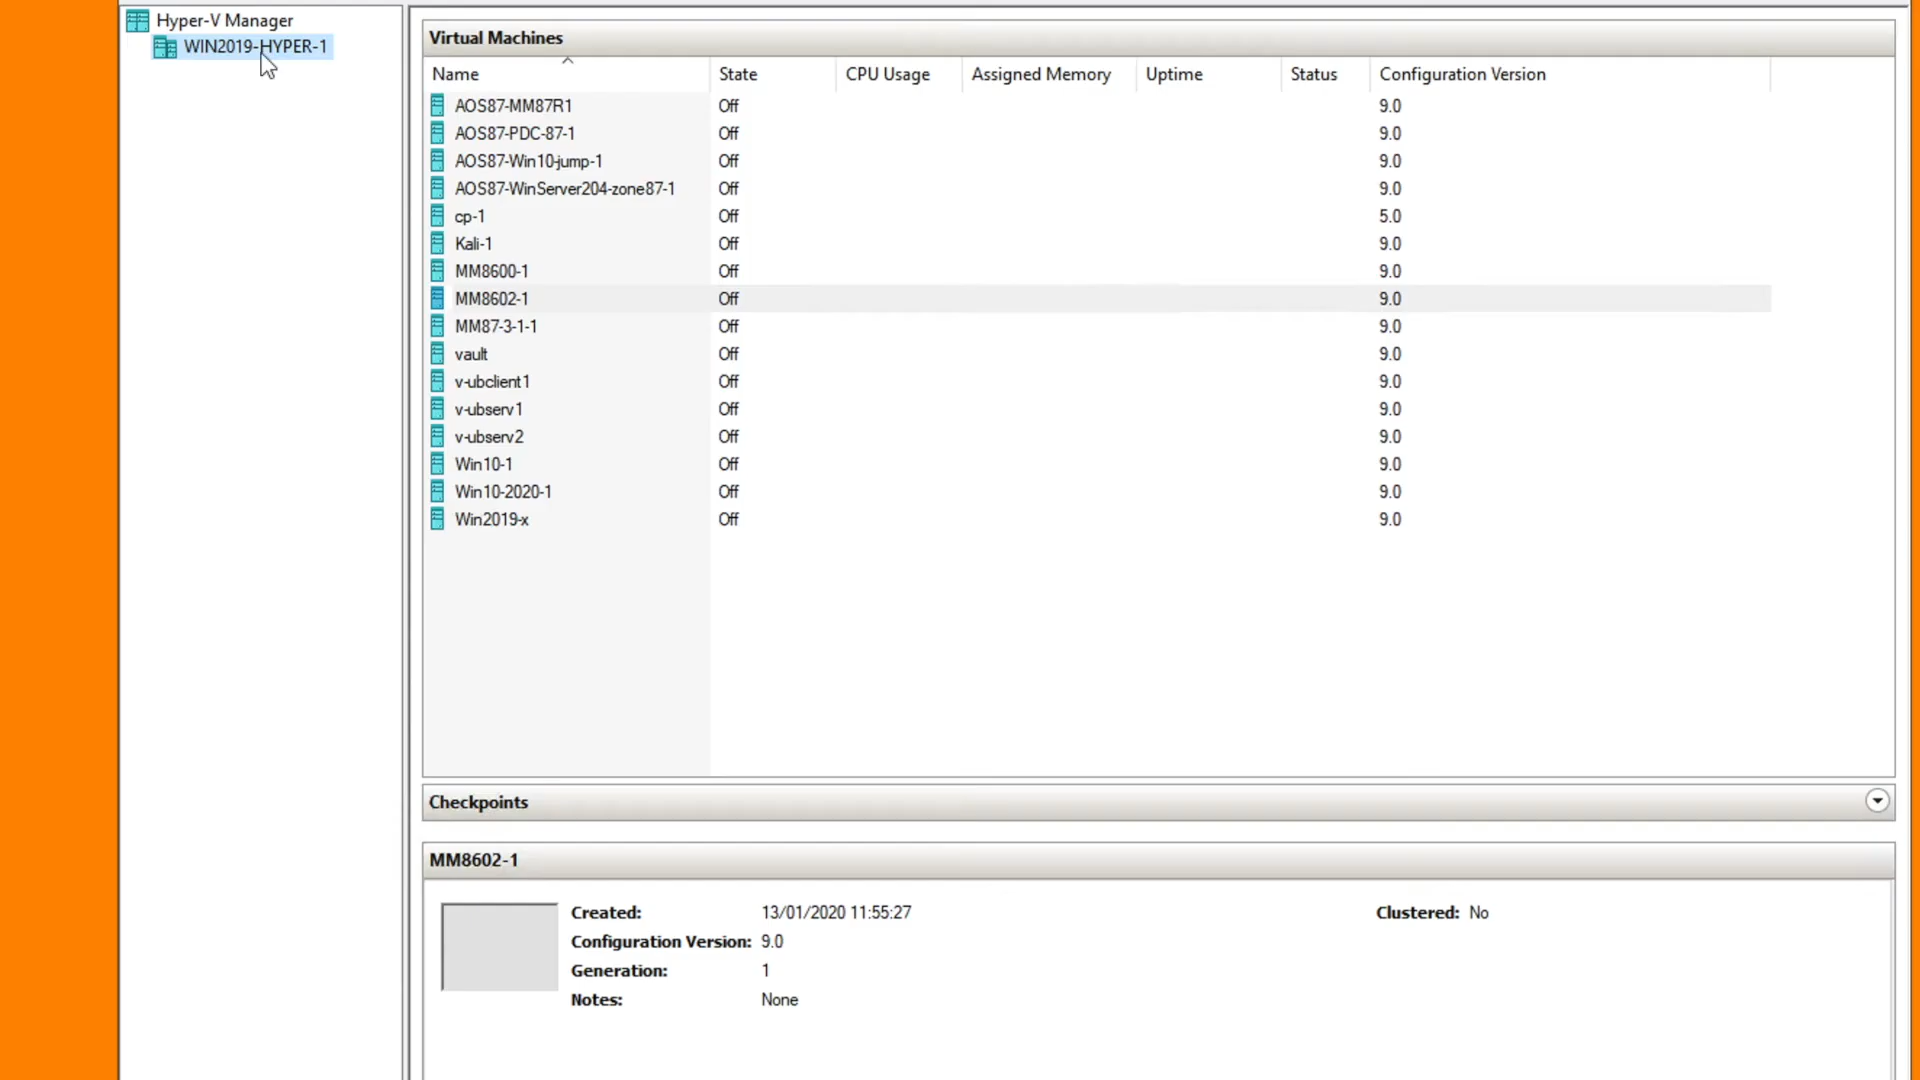 Hyper-V Manager
WIN2019-HYPER-1
Virtual Machines
Name State CPU Usage Assigned Memory Uptime Status Configuration Version
AOS87-MM87R1 Off 9.0
AOS87-PDC-87-1 Off 9.0
AOS87-Win10-jump-1 Off 9.0
AOS87-WinServer204-zone87-1 Off 9.0
cp-1 Off 5.0
Kali-1 Off 9.0
MM8600-1 Off 9.0
MM8602-1 Off 9.0
MM87-3-1-1 Off 9.0
vault Off 9.0
v-ubclient1 Off 9.0
v-ubserv1 Off 9.0
v-ubserv2 Off 9.0
Win10-1 Off 9.0
Win10-2020-1 Off 9.0
Win2019-x Off 9.0
Checkpoints
MM8602-1
Created: 13/01/2020 11:55:27 Clustered: No
Configuration Version: 9.0
Generation: 1
Notes: None